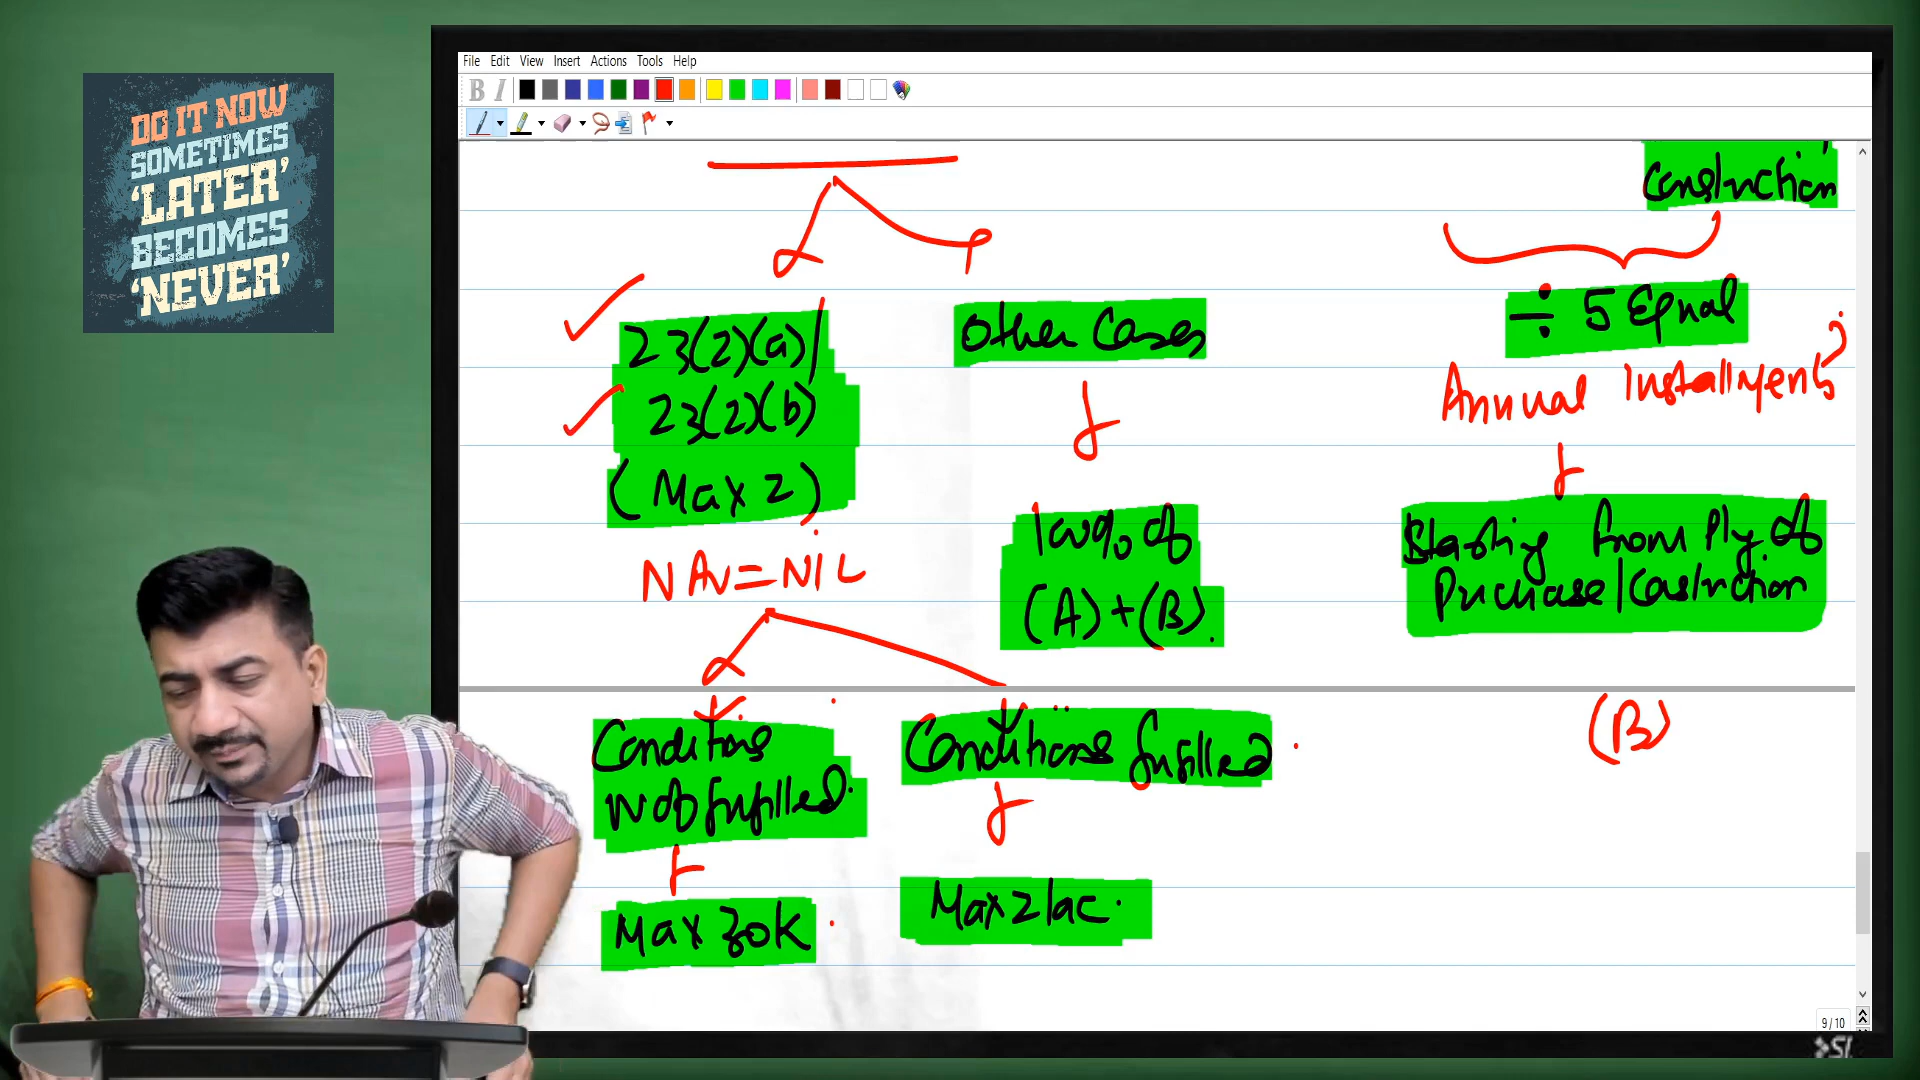 DO IT NOW
SOMETIMES
'LATER'
BECOMES
'NEVER'
File Edit View Insert Actions Tools Help
B I
Construction
23(2)(a)/
23(2)(b)
(Max 2)
NAV = NIL
Other Cases
100% of
(A) + (B).
÷ 5 Equal
Annual Installments
Starting from P/y. of
Purchase/Construction
(B)
Conditions
Not fulfilled.
Max 30K
Conditions fulfilled
Max 2 lac.
9 / 10